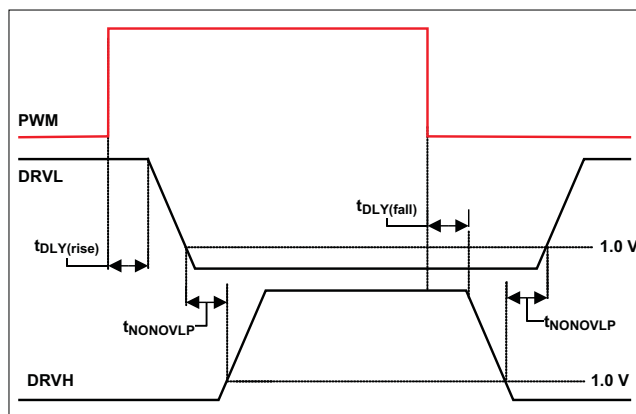 PWM
DRVL
tDLY(fall)
tDLY(rise)
1.0 V
tNONOVLP
tNONOVLP
1.0 V
DRVH